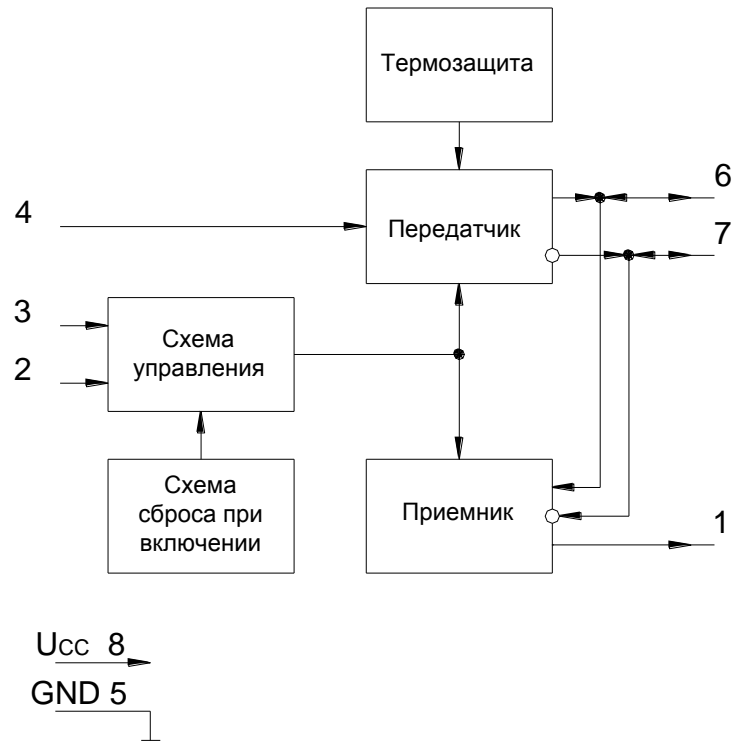 Термозащита
6
4
Передатчик
7
3
Схема
управления
2
Схема
сброса при
включении
Приемник
1
Ucc 8
GND 5